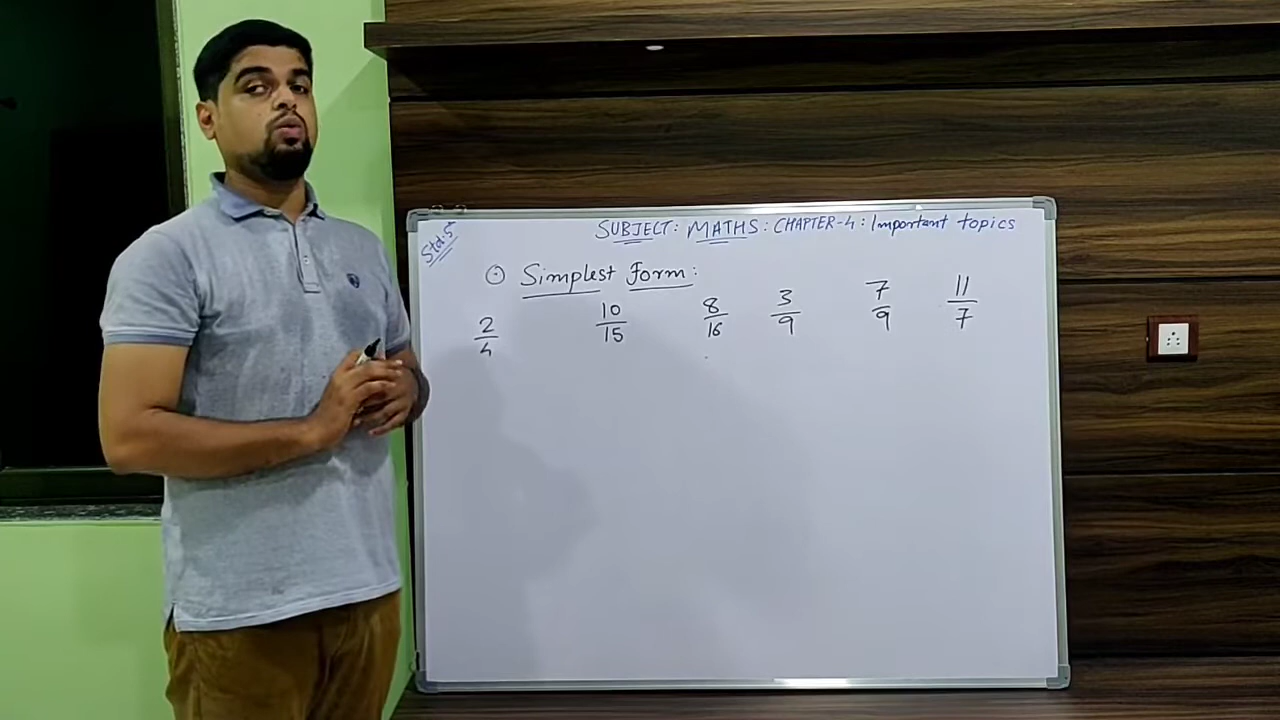 SUBJECT: MATHS: CHAPTER-4: Important topics
Std.5th
⊙ Simplest form:
2/4 10/15 8/16 3/9 7/9 11/7